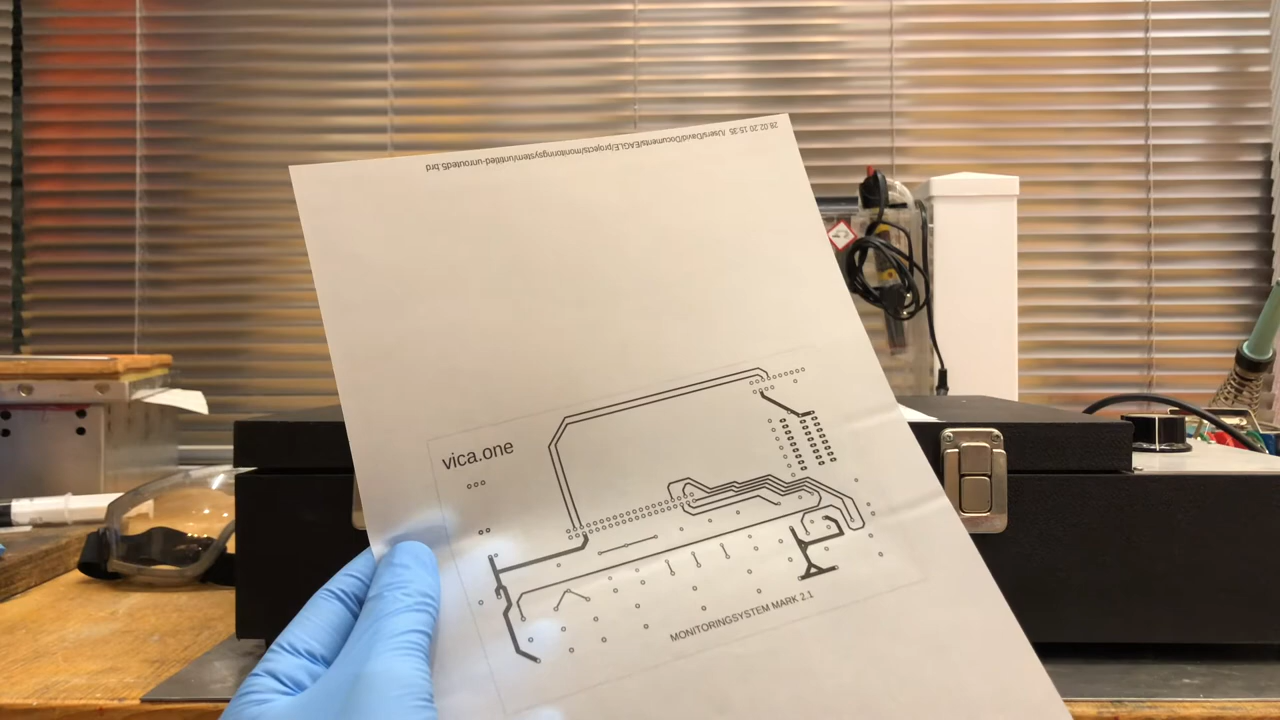 28.02.20 15:35 /Users/David/Documents/EAGLE/projects/monitoringsystem/untitled-unrouted5.brd
vica.one
MONITORINGSYSTEM MARK 2.1